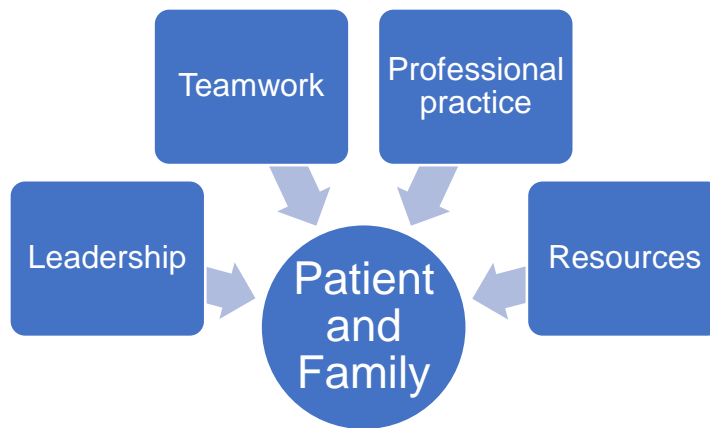 Teamwork
Professional
practice
Leadership
Resources
Patient
and
Family